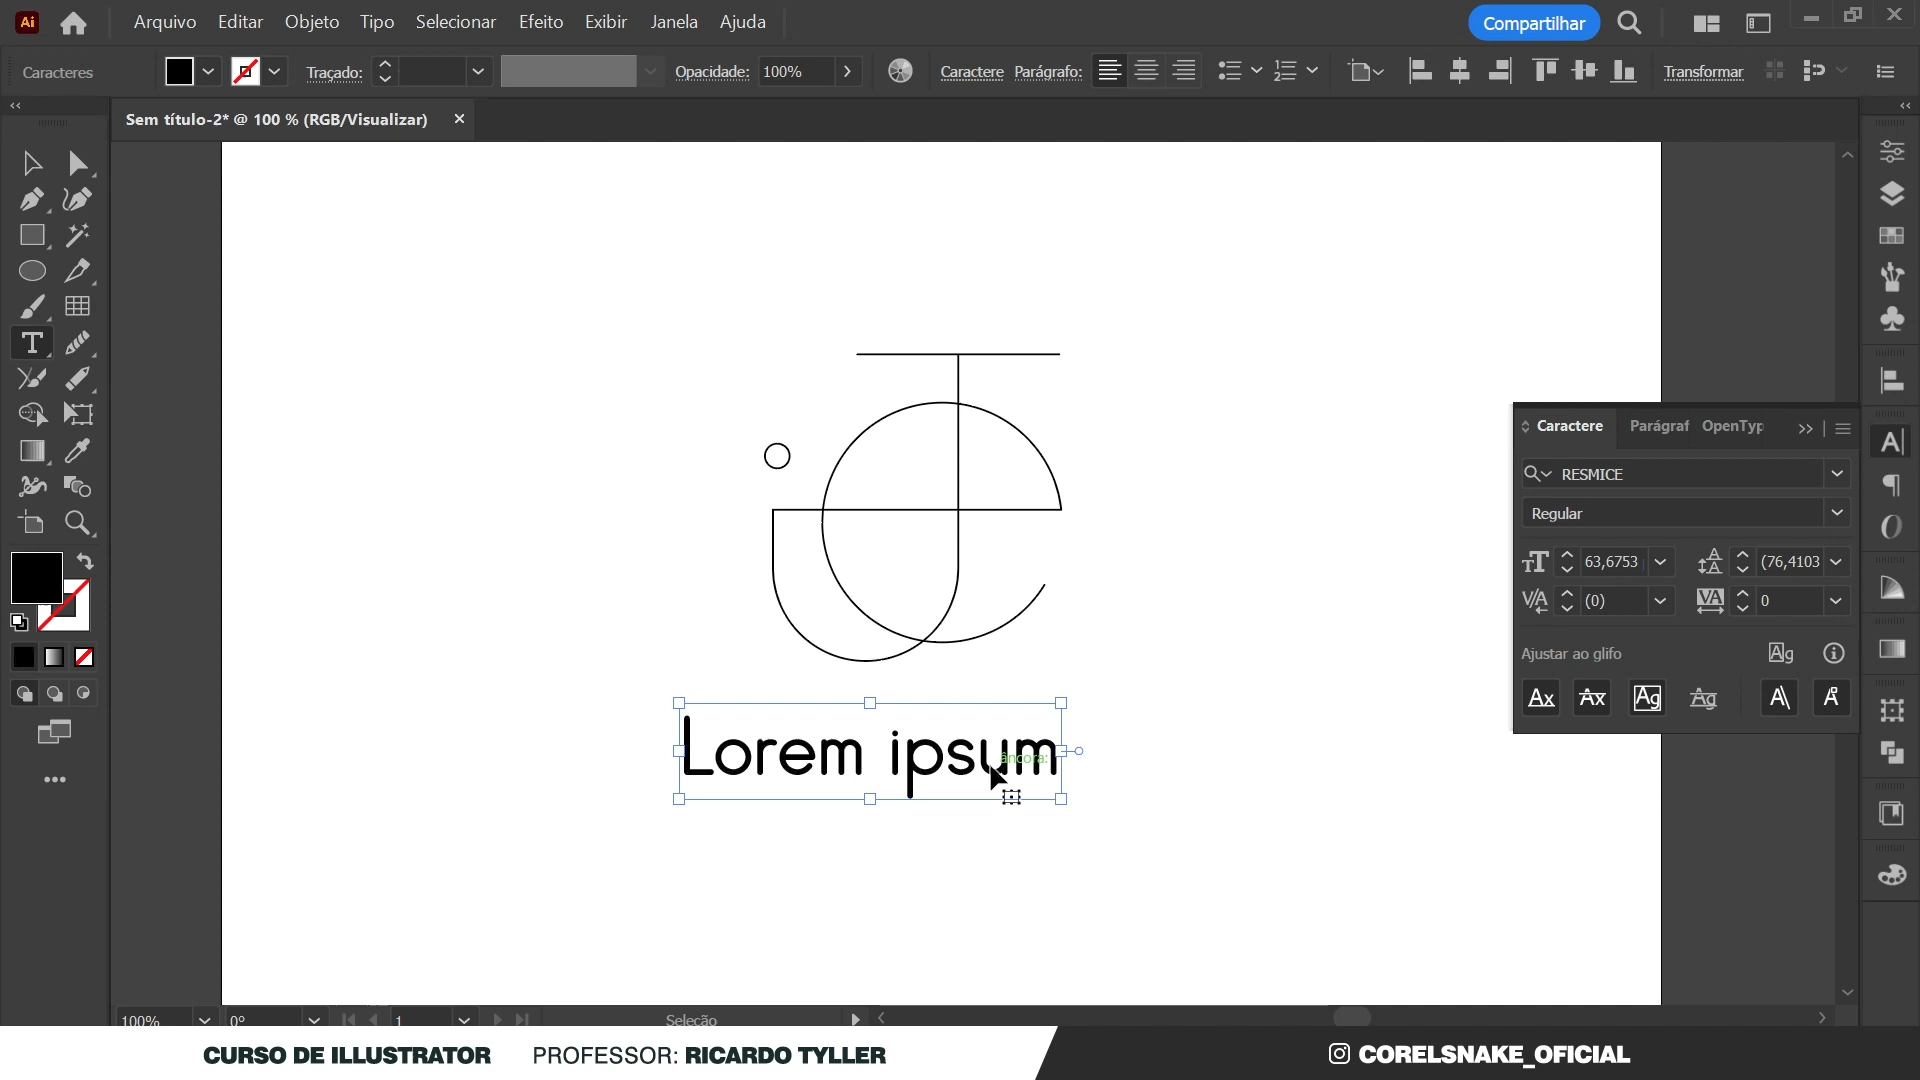 Ai Arquivo Editar Objeto Tipo Selecionar Efeito Exibir Janela Ajuda Compartilhar
Caracteres Traçado: Opacidade: 100% Caractere Parágrafo: Transformar
Sem título-2* @ 100 % (RGB/Visualizar)
Caractere Parágraf OpenTyp
RESMICE
Regular
63,6753 (76,4103
(0) 0
Ajustar ao glifo
Lorem ipsum
âncora:
100% 0° 1 Seleção
CURSO DE ILLUSTRATOR PROFESSOR: RICARDO TYLLER CORELSNAKE_OFICIAL